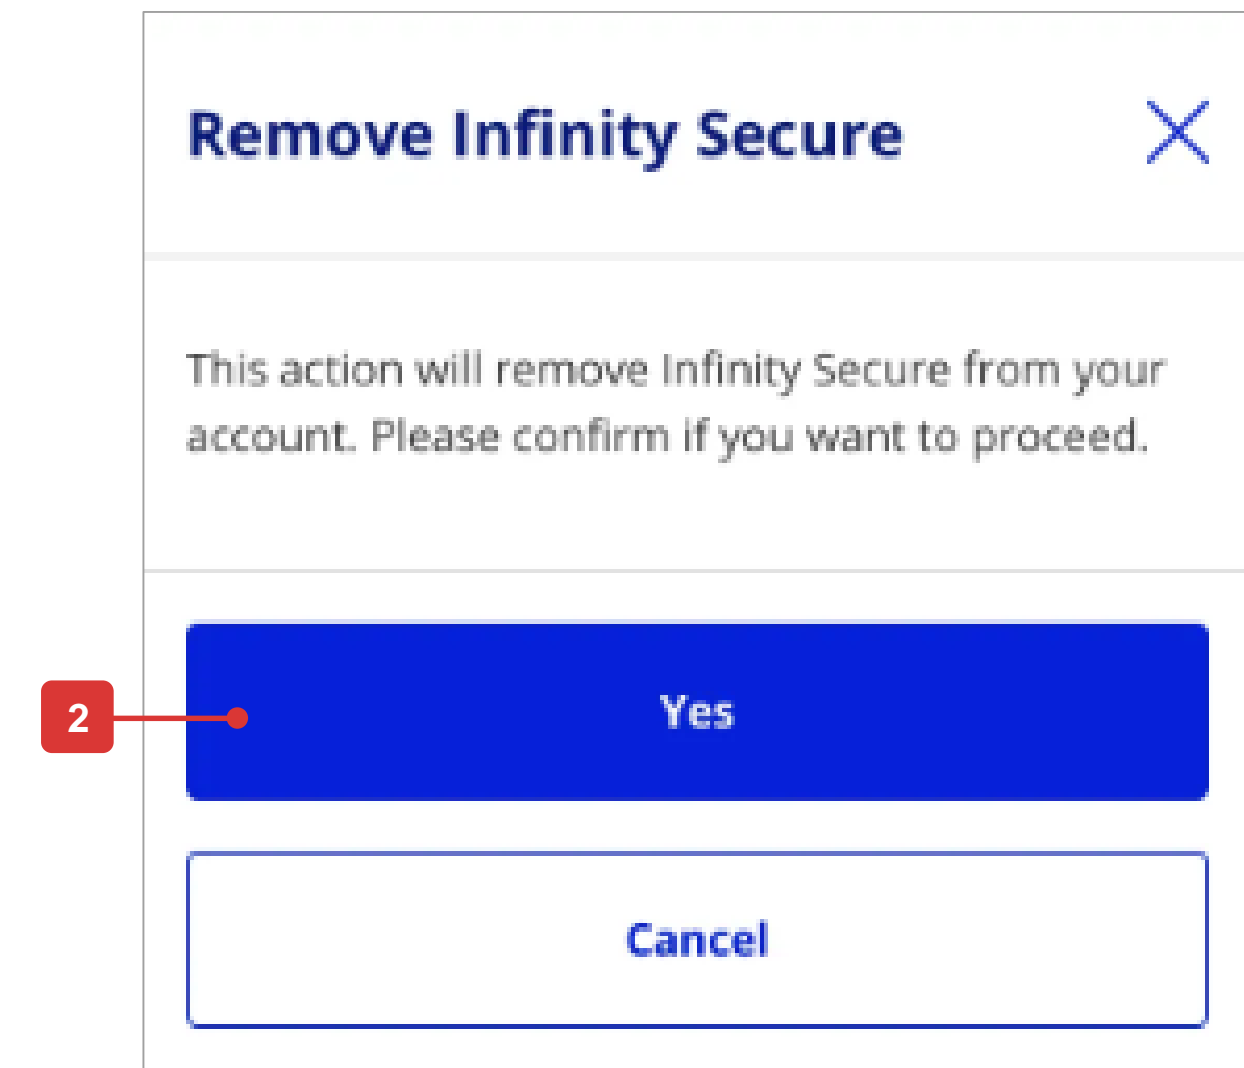 Remove Infinity Secure
This action will remove Infinity Secure from your
account. Please confirm if you want to proceed.
2
Yes
Cancel